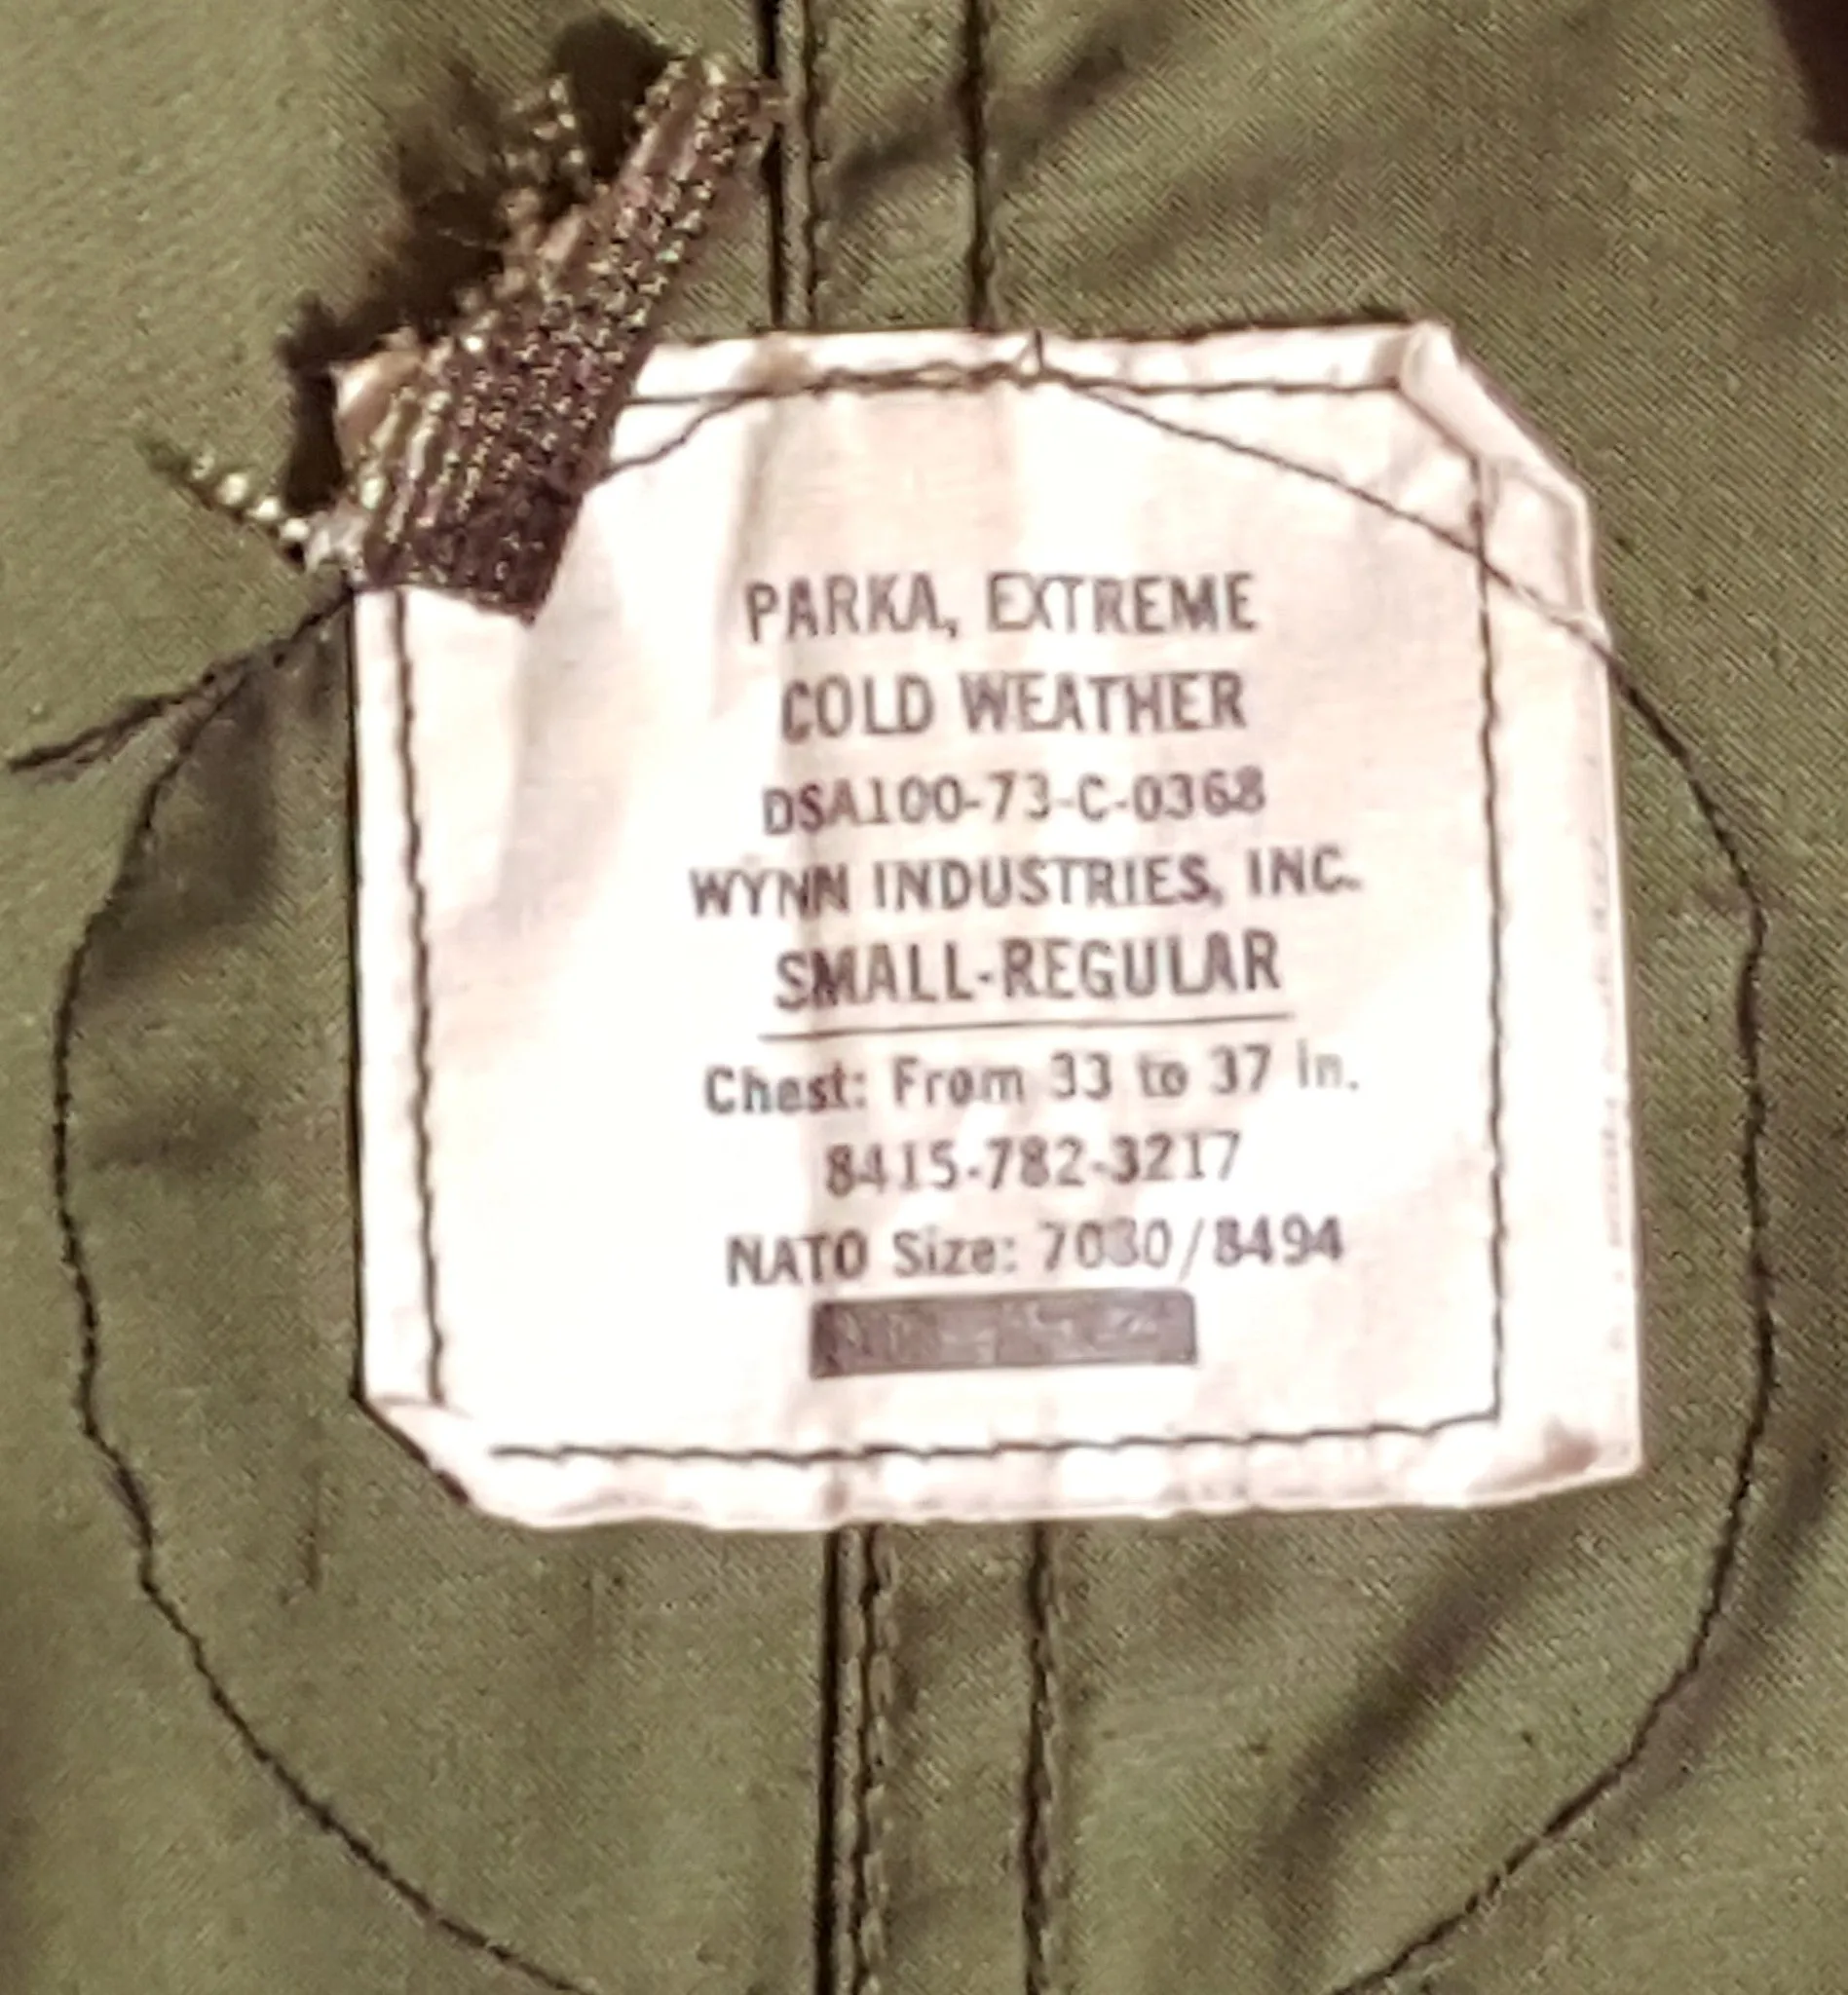 PARKA, EXTREME
COLD WEATHER
DSA100-73-C-0368
WYNN INDUSTRIES, INC.
SMALL-REGULAR
Chest: From 33 to 37 in.
8415-782-3217
NATO Size: 7080/8494